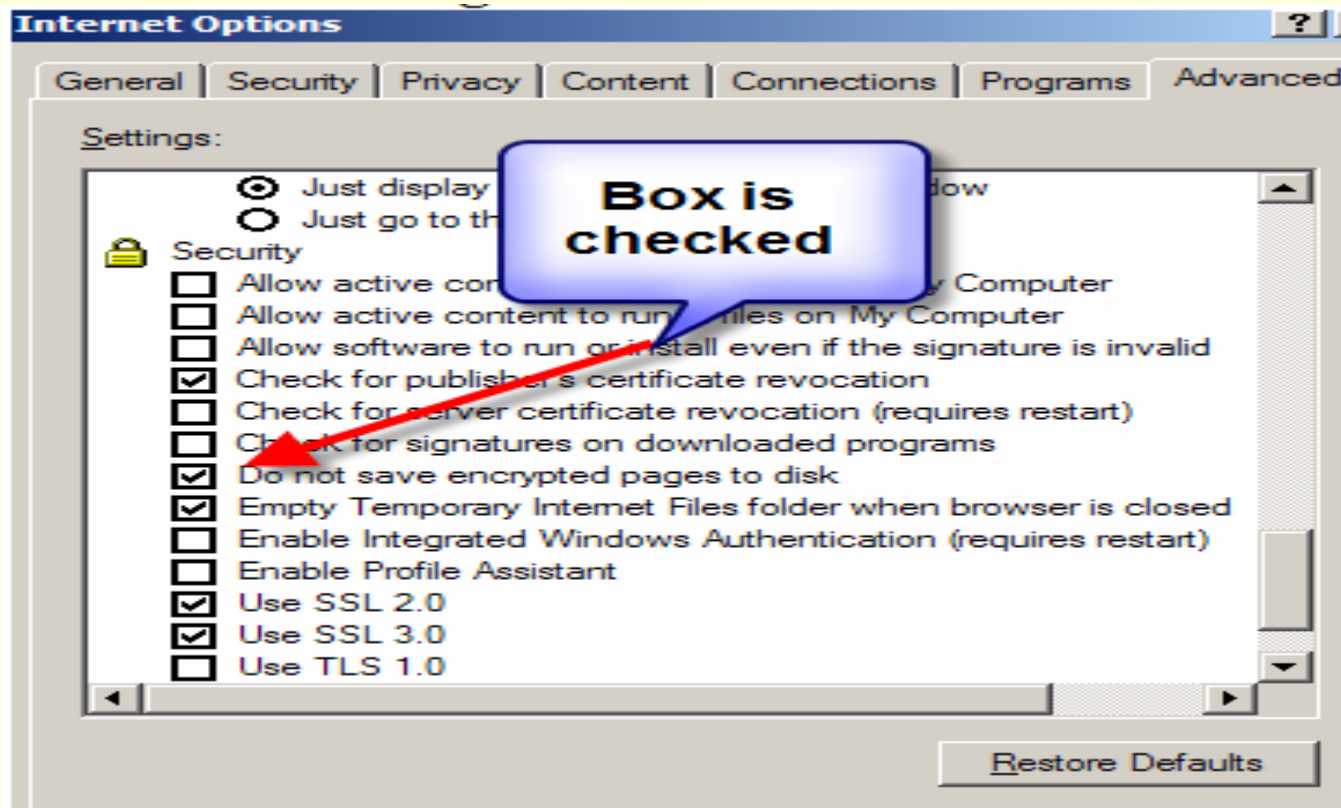 Internet Options
?
General Security Privacy Content Connections Programs Advanced
Settings:
Just display
dow
Just go to th
Box is
checked
Security
Allow active con
y Computer
Allow active content to run
files on My Computer
Allow software to run or install even if the signature is invalid
Check for publisher's certificate revocation
Check for server certificate revocation (requires restart)
Check for signatures on downloaded programs
Do not save encrypted pages to disk
Empty Temporary Internet Files folder when browser is closed
Enable Integrated Windows Authentication (requires restart)
Enable Profile Assistant
Use SSL 2.0
Use SSL 3.0
Use TLS 1.0
Restore Defaults